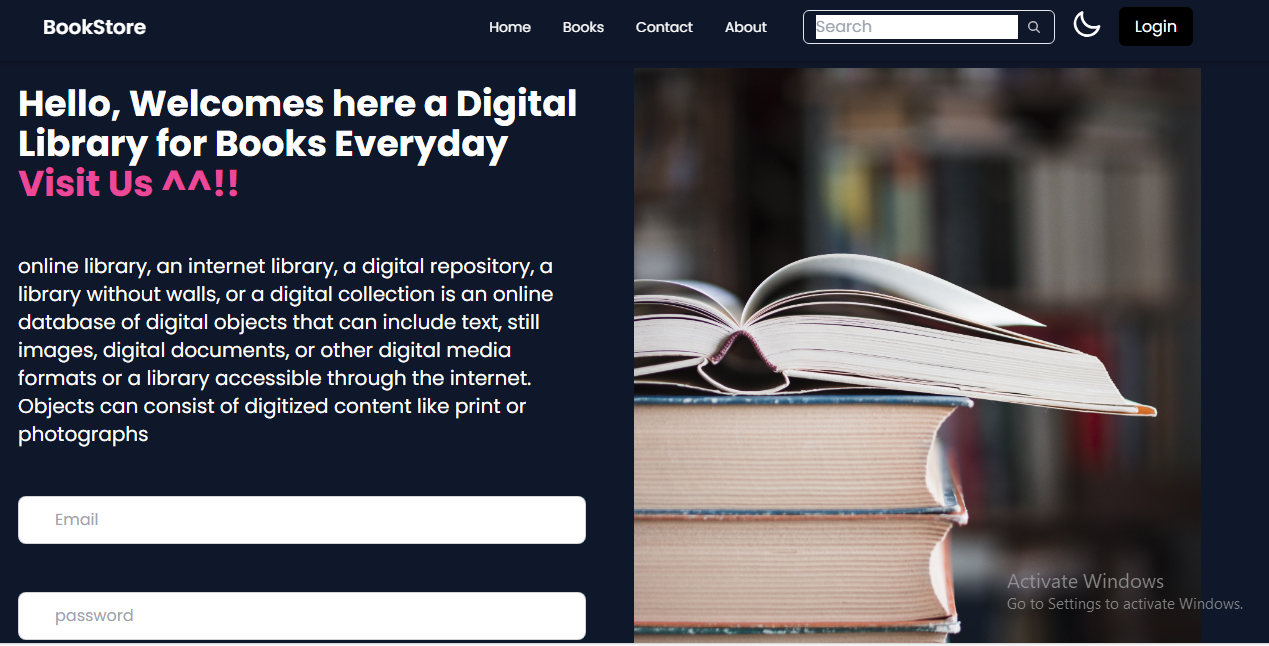 BookStore
Home
Books
Contact
About
Search
Login
Hello, Welcomes here a Digital
Library for Books Everyday
Visit Us ^^!!
online library, an internet library, a digital repository, a
library without walls, or a digital collection is an online
database of digital objects that can include text, still
images, digital documents, or other digital media
formats or a library accessible through the internet.
Objects can consist of digitized content like print or
photographs
Email
password
Activate Windows
Go to Settings to activate Windows.